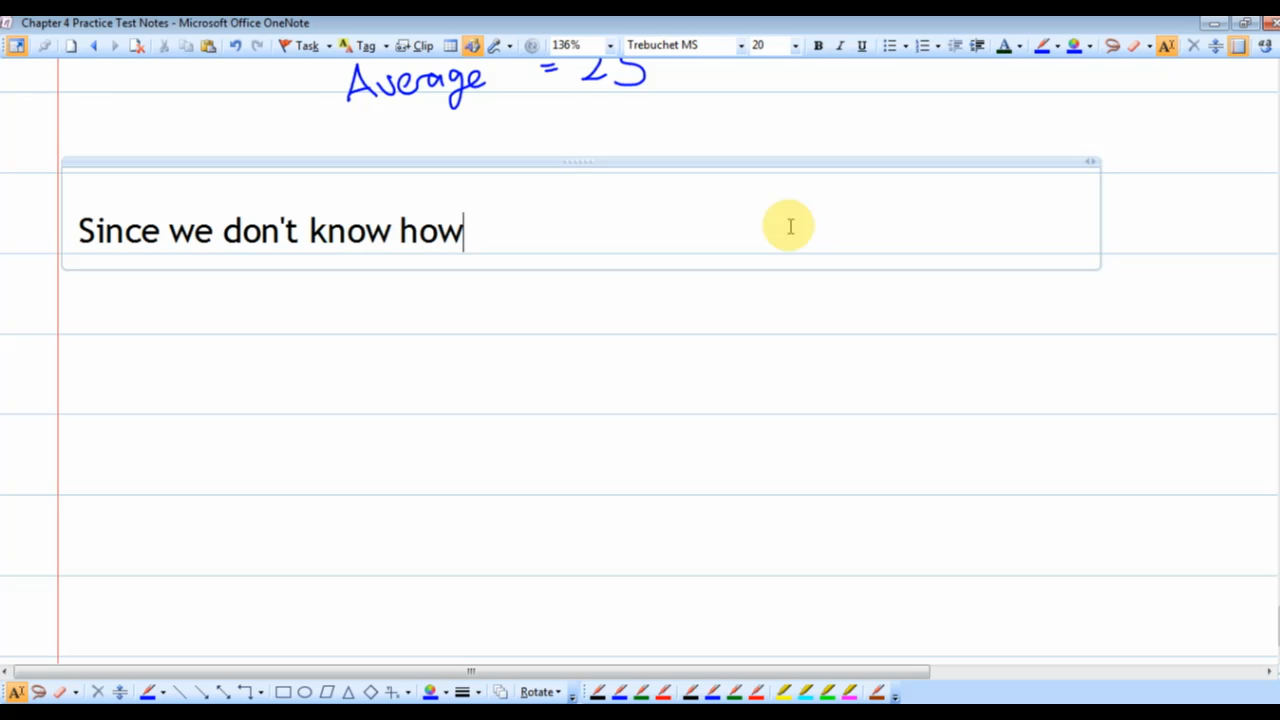 Chapter 4 Practice Test Notes - Microsoft Office OneNote
Task Tag Clip 136% Trebuchet MS 20 B I U A A
Average = 25
Since we don't know how
A Rotate